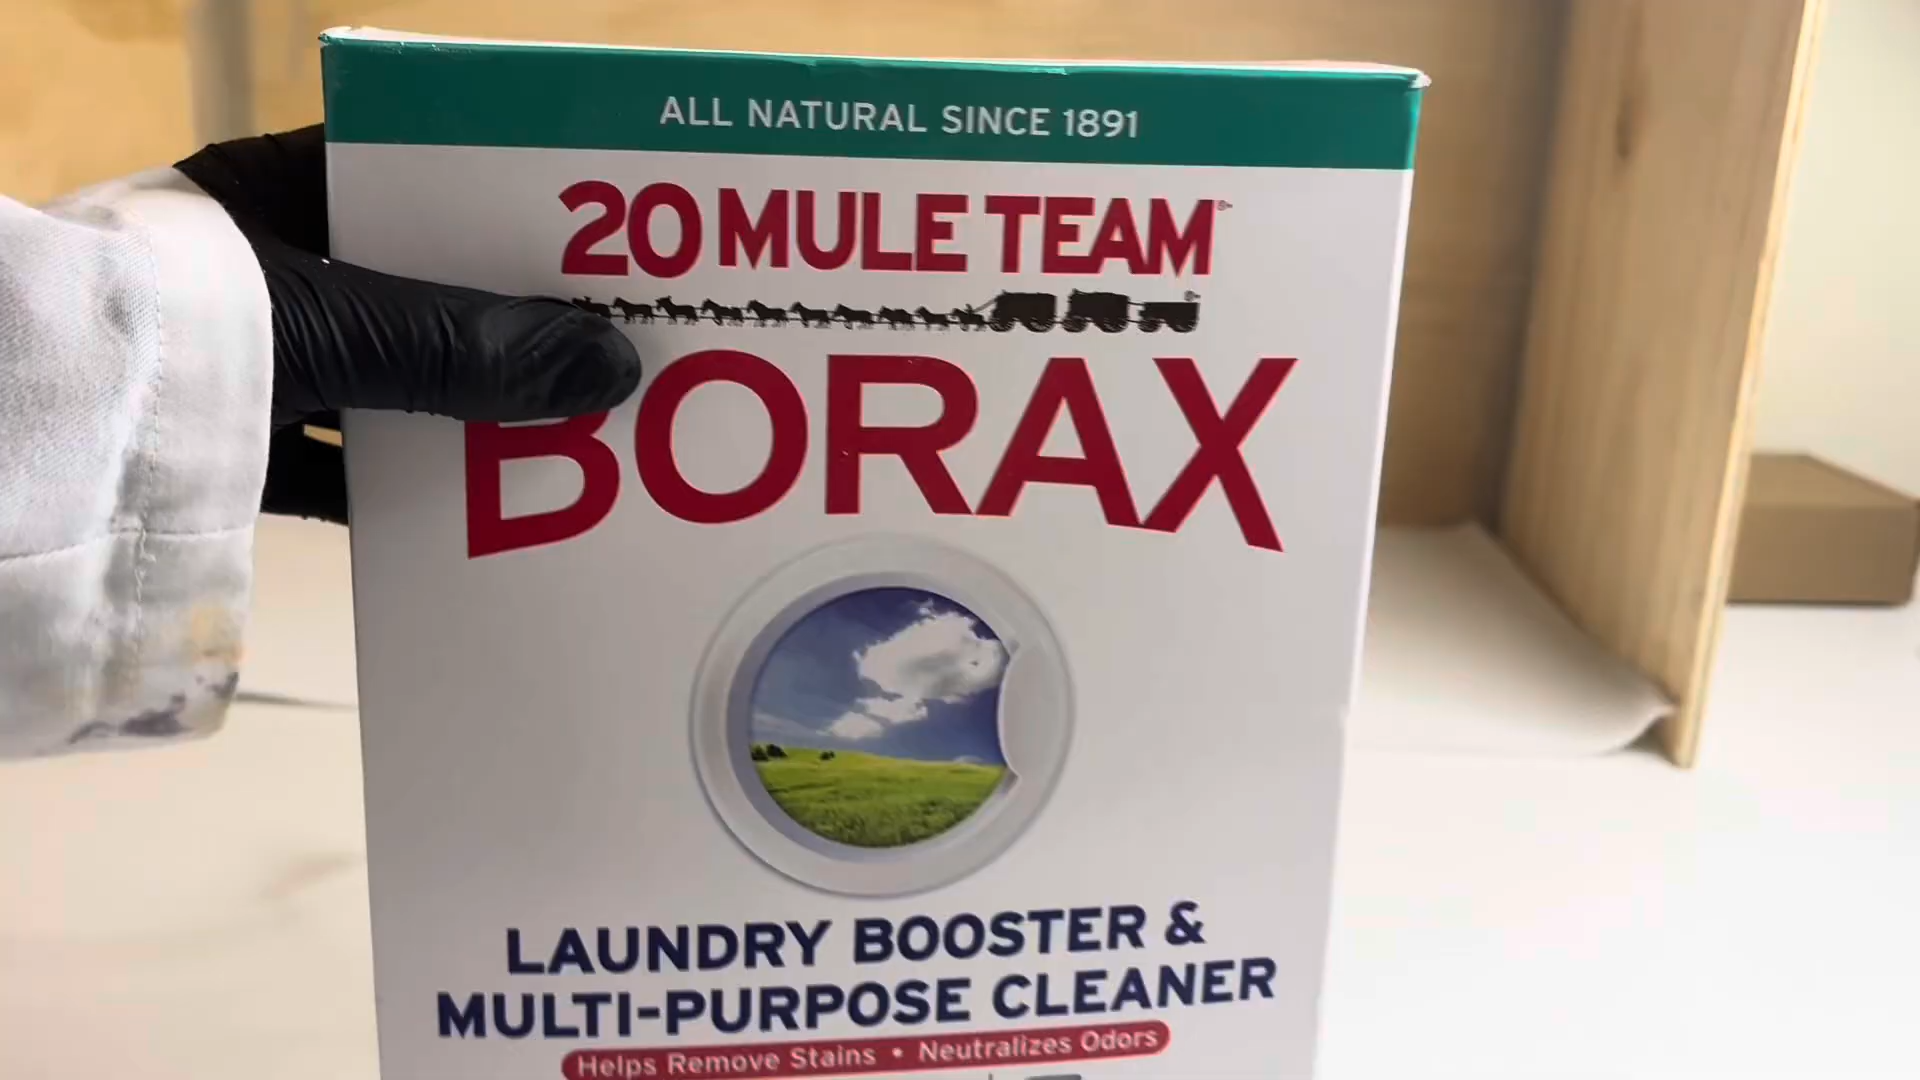 ALL NATURAL SINCE 1891
20 MULE TEAM
BORAX
LAUNDRY BOOSTER &
MULTI-PURPOSE CLEANER
Helps Remove Stains • Neutralizes Odors